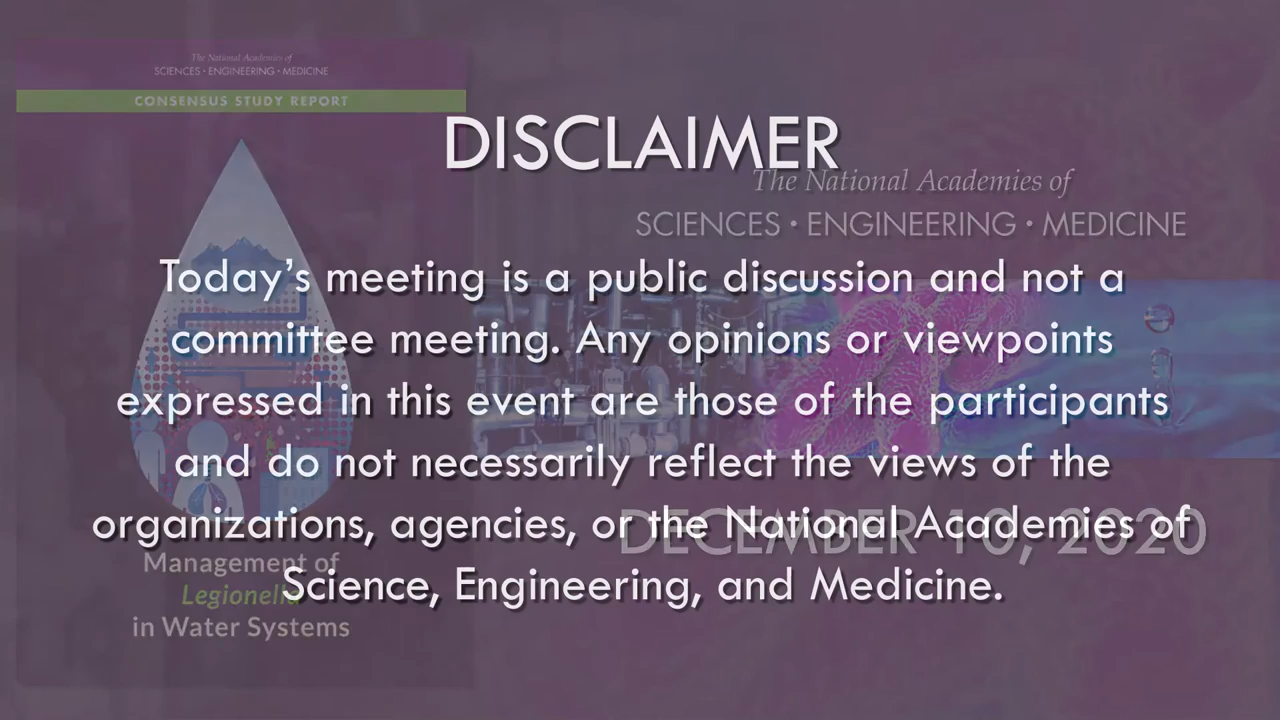 The National Academies of
SCIENCES · ENGINEERING · MEDICINE
CONSENSUS STUDY REPORT
DISCLAIMER
The National Academies of
SCIENCES · ENGINEERING · MEDICINE
Today’s meeting is a public discussion and not a
committee meeting. Any opinions or viewpoints
expressed in this event are those of the participants
and do not necessarily reflect the views of the
organizations, agencies, or the National Academies of
Science, Engineering, and Medicine.
DECEMBER 10, 2020
Management of
Legionella
in Water Systems